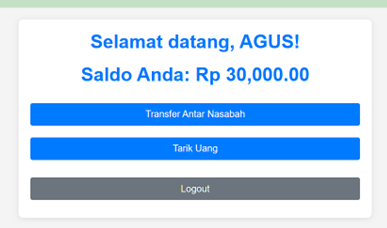 Selamat datang, AGUS!
Saldo Anda: Rp 30,000.00
Transfer Antar Nasabah
Tarik Uang
Logout